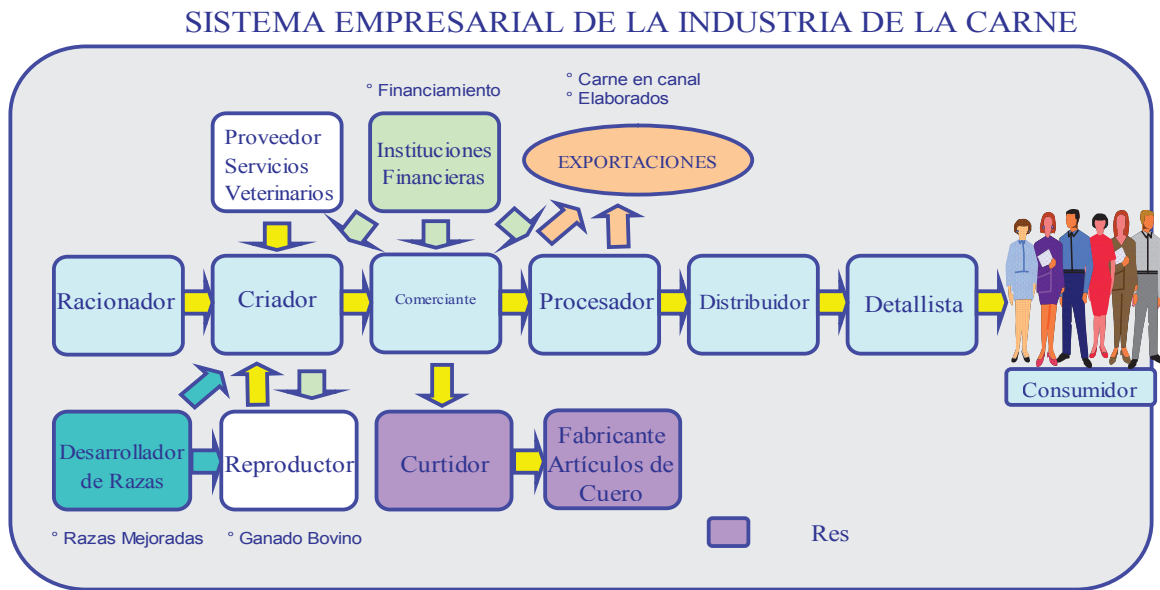 SISTEMA EMPRESARIAL DE LA INDUSTRIA DE LA CARNE
° Financiamiento
° Carne en canal
° Elaborados
Proveedor
Servicios
Veterinarios
Instituciones
Financieras
EXPORTACIONES
Racionador
Criador
Comerciante
Procesador
Distribuidor
Detallista
Consumidor
Desarrollador
de Razas
Reproductor
Curtidor
Fabricante
Artículos de
Cuero
° Razas Mejoradas
° Ganado Bovino
Res